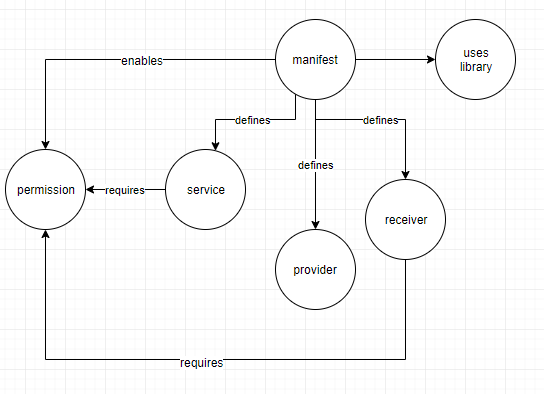 enables
manifest
uses
library
defines
defines
defines
permission
requires
service
receiver
provider
requires